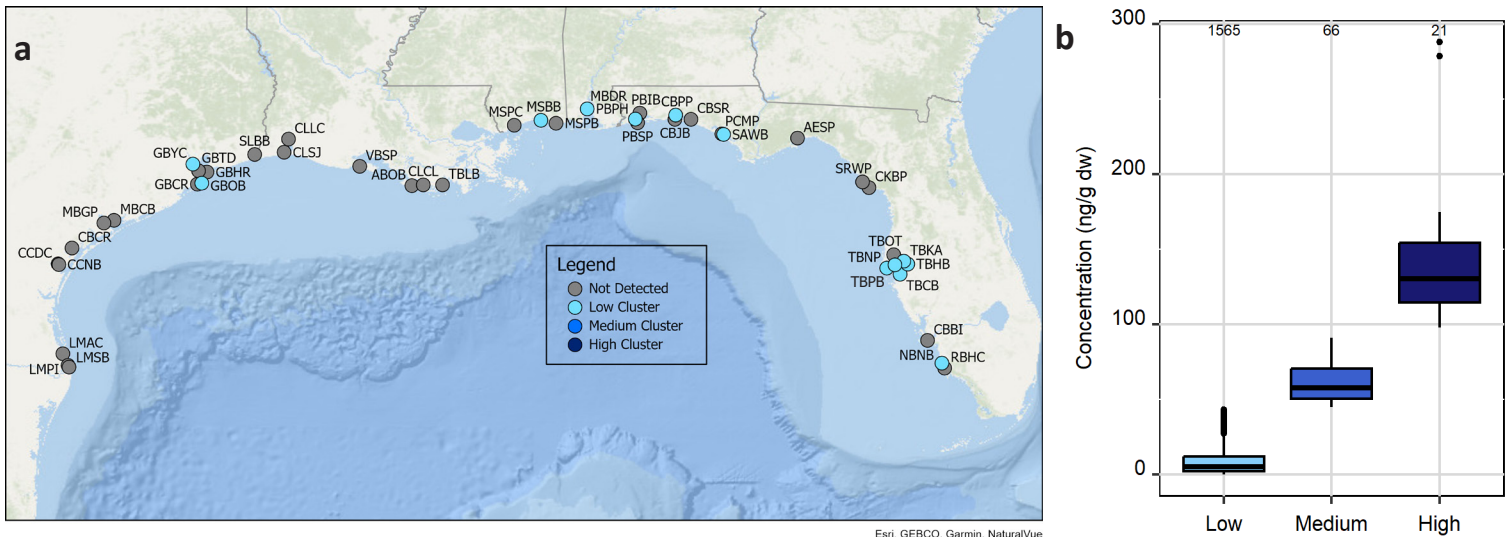 a
MSPC
MSBB
MSPB
MBDR
PBPH
PBIB
CBPP
CBSR
PBSP
CBJB
PCMP
SAWB
AESP
SLBB
CLLC
CLSJ
GBYC
GBTD
GBHR
GBCR
GBOB
VBSP
ABOB
CLCL
TBLB
SRWP
CKBP
MBGP
MBCB
CBCR
CCDC
CCNB
TBOT
TBNP
TBKA
TBHB
TBPB
TBCB
Legend
Not Detected
Low Cluster
Medium Cluster
High Cluster
CBBI
NBNB
RBHC
LMAC
LMSB
LMPI
Esri, GEBCO, Garmin, NaturalVue
b
Concentration (ng/g dw)
300
200
100
0
1565
66
21
Low
Medium
High